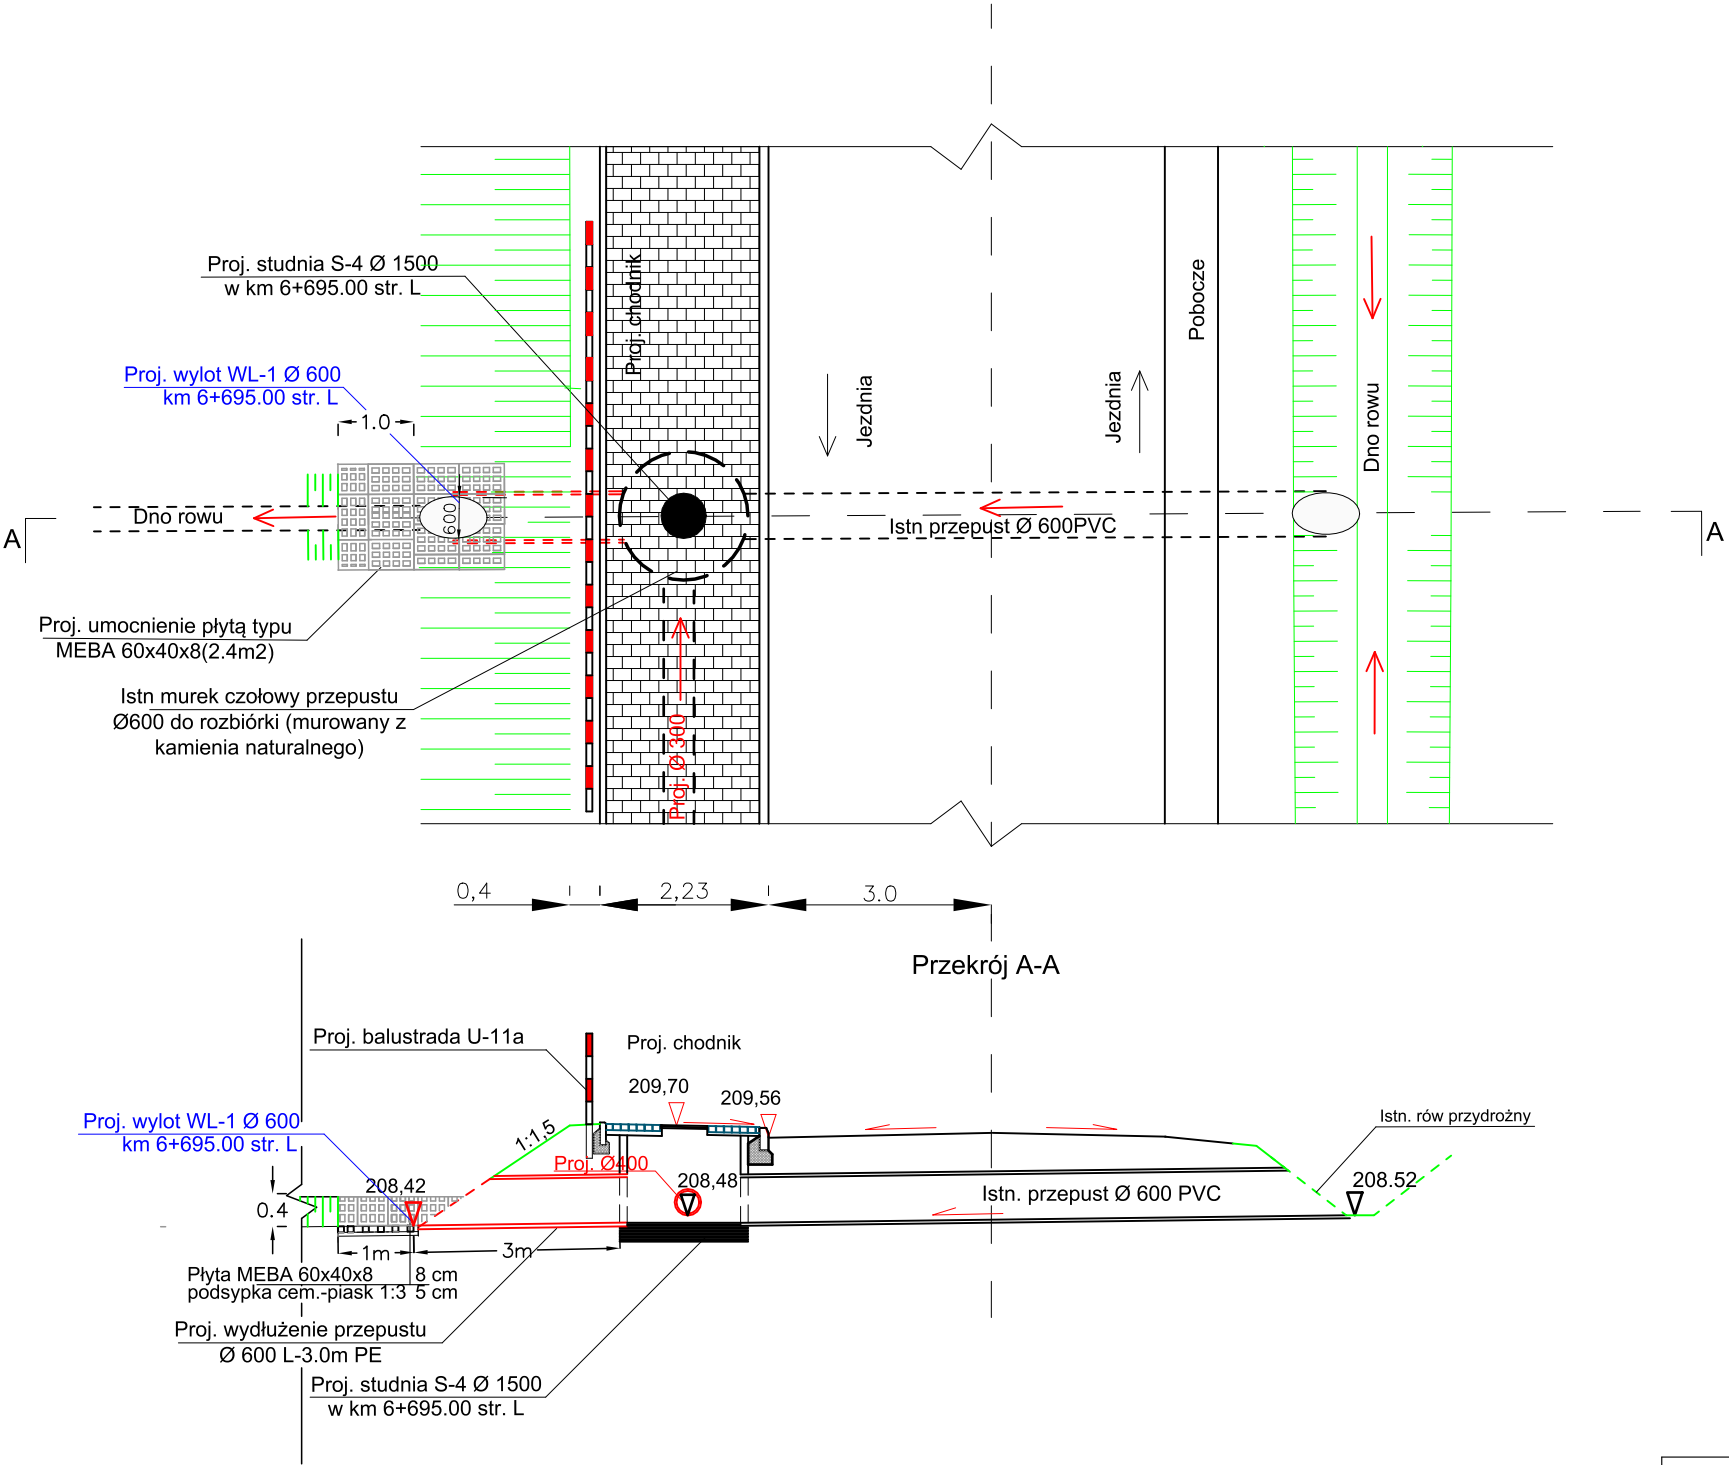 Proj. studnia S-4 Ø 1500
w km 6+695.00 str. L
Proj. chodnik
Pobocze
Proj. wylot WL-1 Ø 600
km 6+695.00 str. L
1.0
Jezdnia
Jezdnia
Dno rowu
600
Dno rowu
Istn przepust Ø 600PVC
A
A
Proj. umocnienie płytą typu
MEBA 60x40x8(2.4m2)
Istn murek czołowy przepustu
Ø600 do rozbiórki (murowany z
kamienia naturalnego)
Proj. Ø 300
0,4
2,23
3.0
Przekrój A-A
Proj. balustrada U-11a
Proj. chodnik
209,70
209,56
Proj. wylot WL-1 Ø 600
km 6+695.00 str. L
1:1,5
Istn. rów przydrożny
Proj. Ø400
208,42
208,48
208.52
Istn. przepust Ø 600 PVC
0.4
1m
3m
Płyta MEBA 60x40x8 8 cm
podsypka cem.-piask 1:3 5 cm
Proj. wydłużenie przepustu
Ø 600 L-3.0m PE
Proj. studnia S-4 Ø 1500
w km 6+695.00 str. L